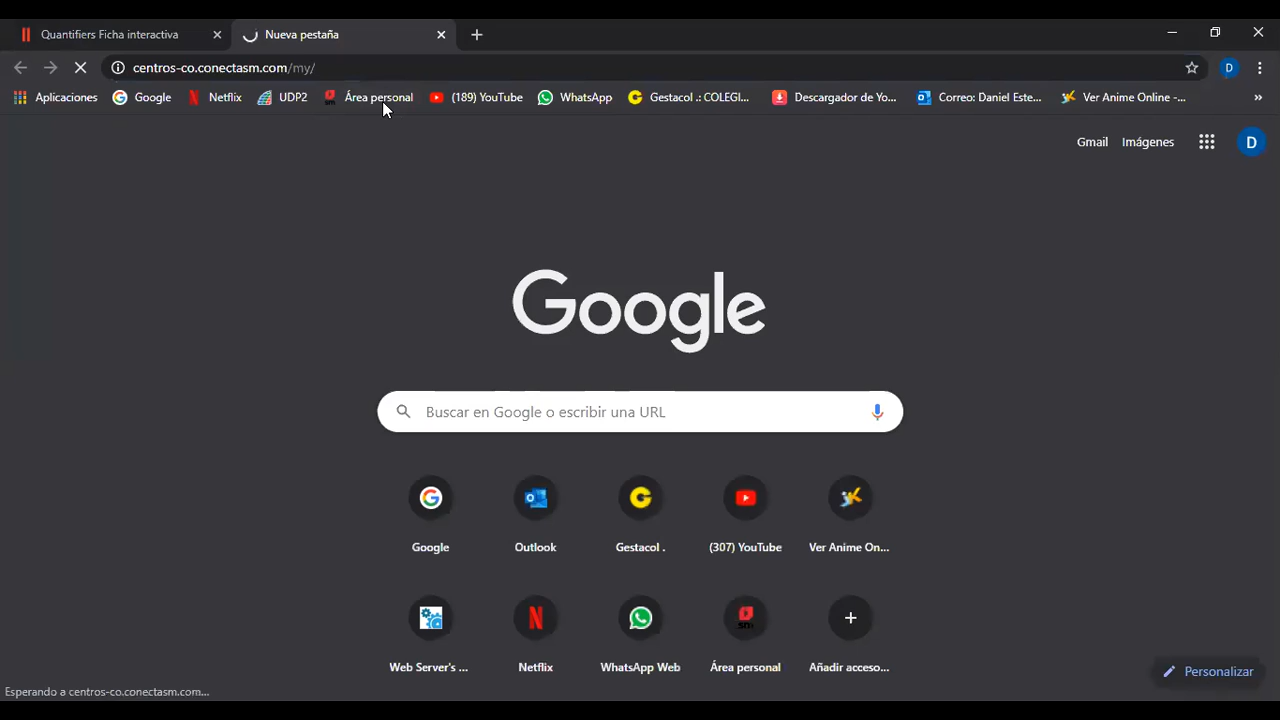 Quantifiers Ficha interactiva
Nueva pestaña
centros-co.conectasm.com/my/
D
Aplicaciones
Google
Netflix
UDP2
Área personal
(189) YouTube
WhatsApp
Gestacol .: COLEGI...
Descargador de Yo...
Correo: Daniel Este...
Ver Anime Online -...
»
Gmail
Imágenes
D
Google
Buscar en Google o escribir una URL
Google
Outlook
Gestacol .
(307) YouTube
Ver Anime On...
Web Server's ...
Netflix
WhatsApp Web
Área personal
Añadir acceso...
Personalizar
Esperando a centros-co.conectasm.com...